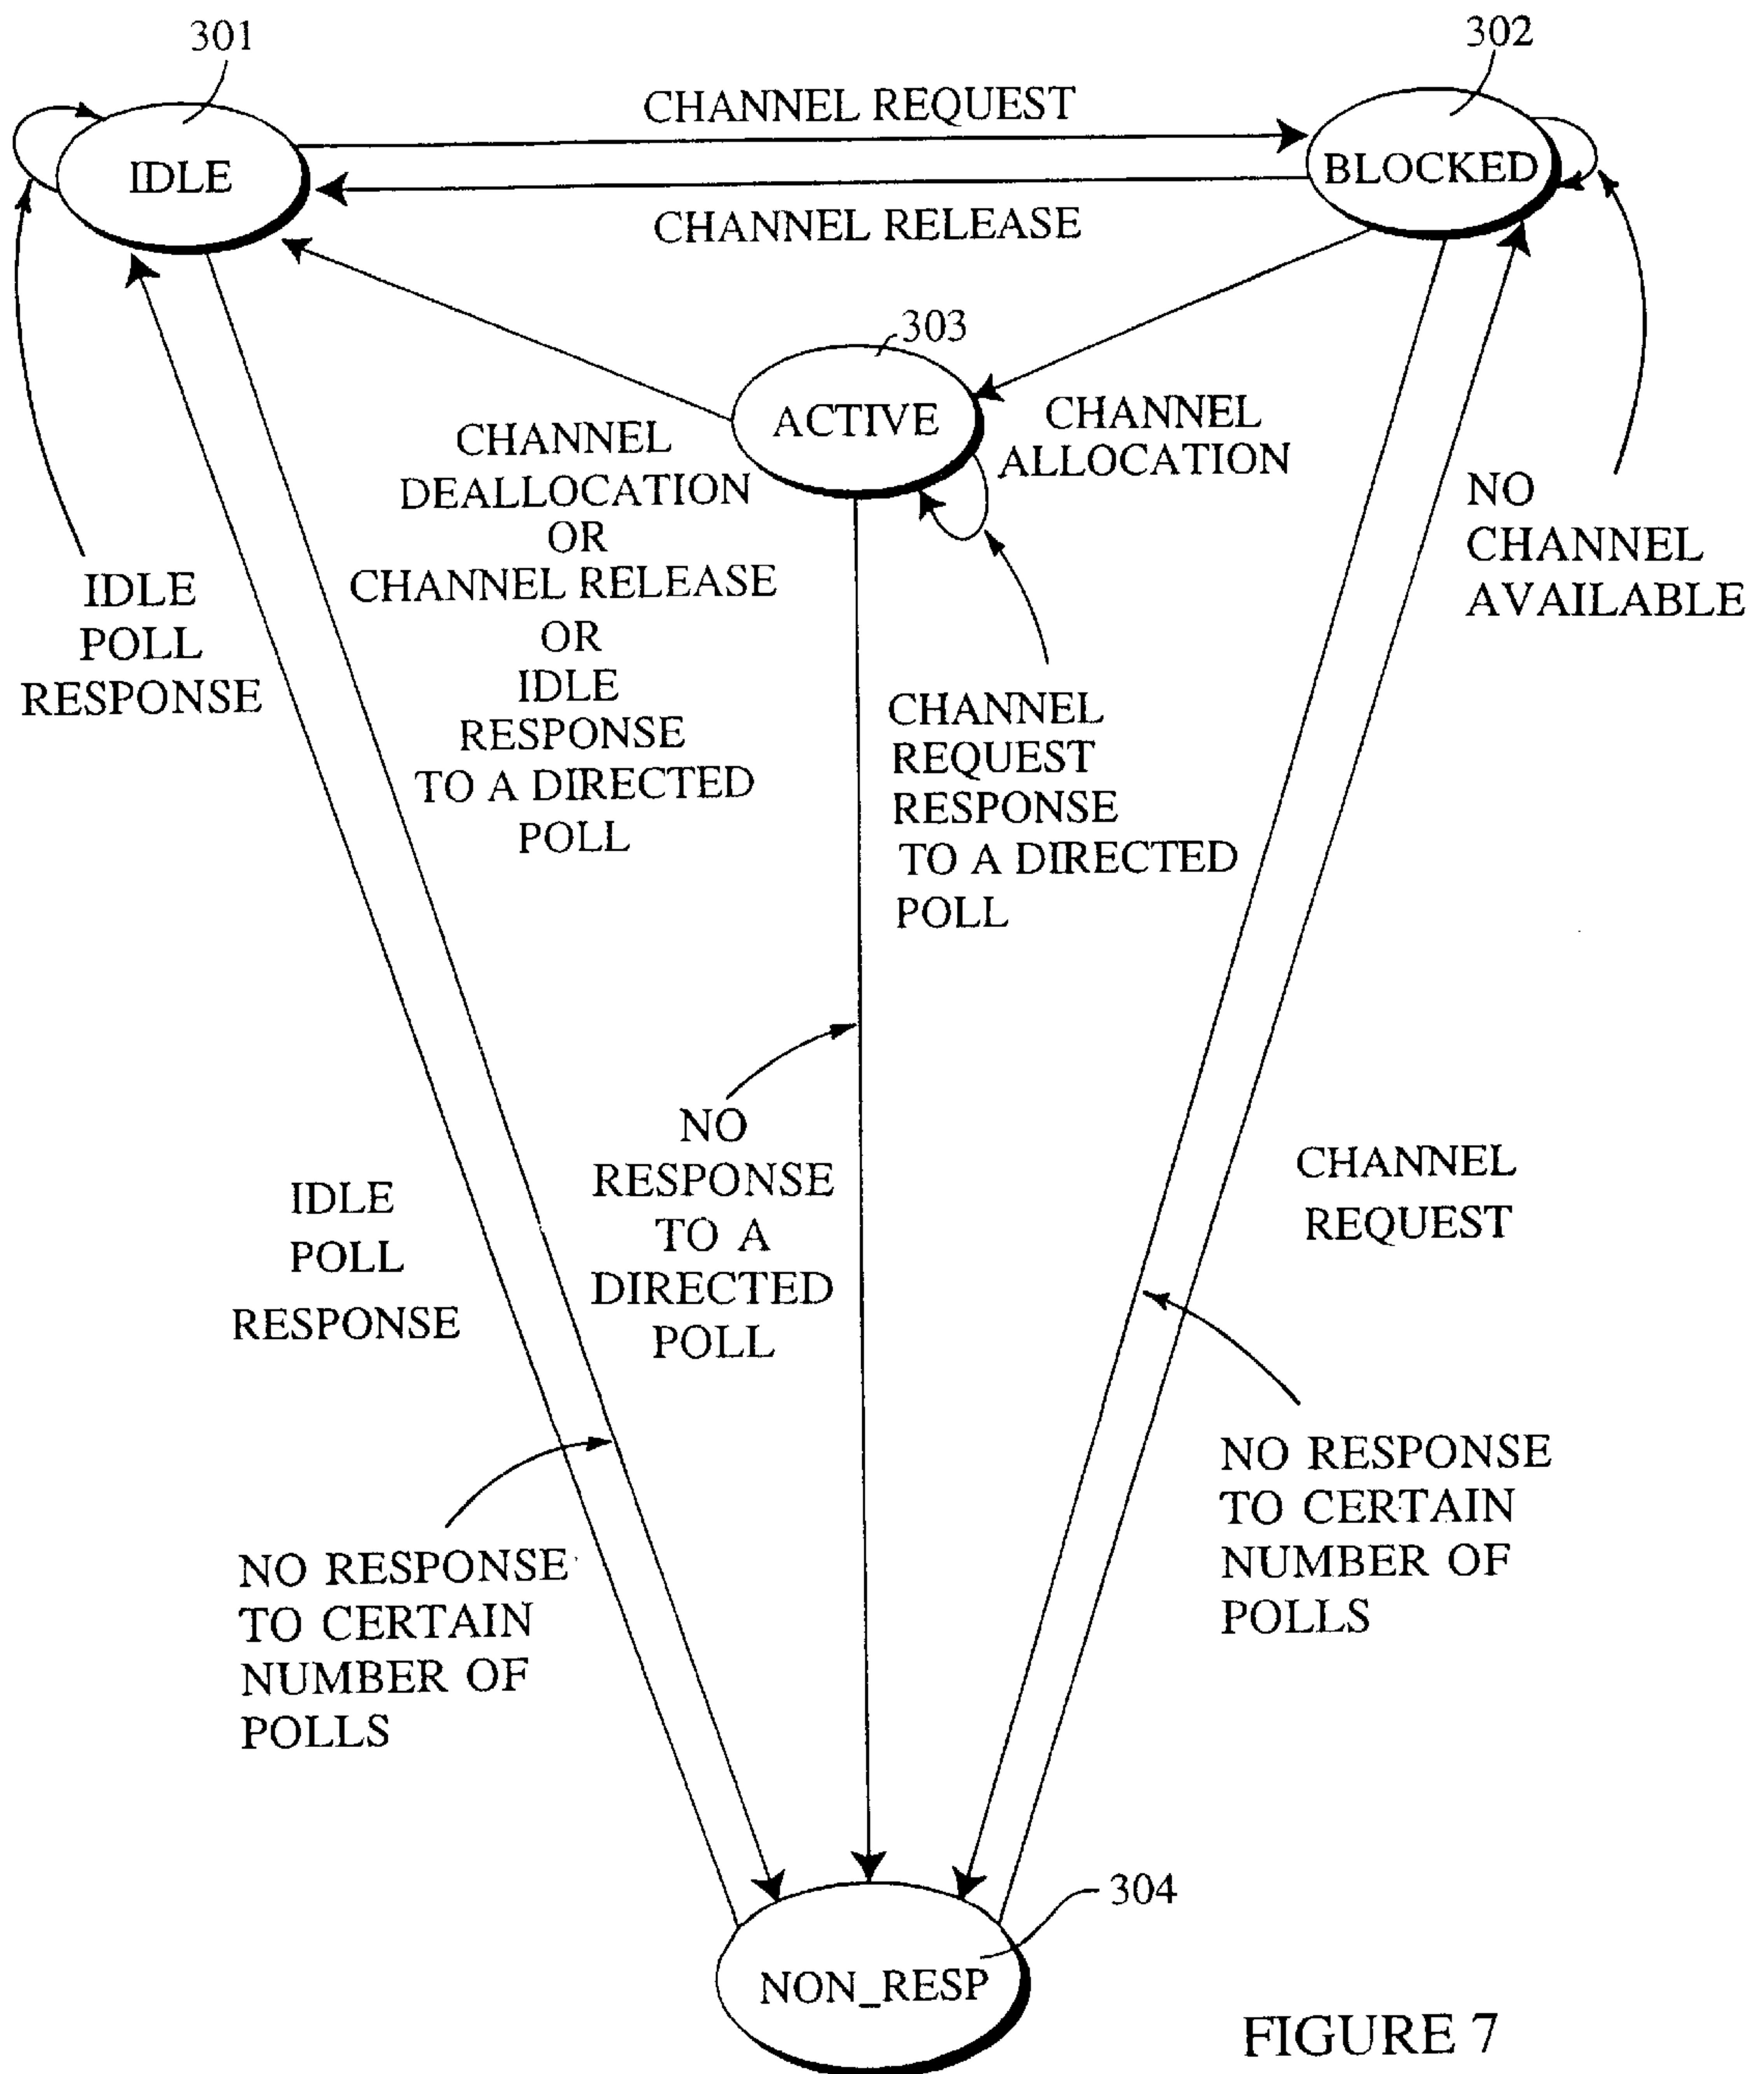 301
302
CHANNEL REQUEST
IDLE
BLOCKED
CHANNEL RELEASE
303
ACTIVE
CHANNEL
ALLOCATION
CHANNEL
DEALLOCATION
OR
CHANNEL RELEASE
OR
IDLE
RESPONSE
TO A DIRECTED
POLL
NO
CHANNEL
AVAILABLE
IDLE
POLL
RESPONSE
CHANNEL
REQUEST
RESPONSE
TO A DIRECTED
POLL
NO
RESPONSE
TO A
DIRECTED
POLL
CHANNEL
REQUEST
IDLE
POLL
RESPONSE
NO RESPONSE
TO CERTAIN
NUMBER OF
POLLS
NO RESPONSE
TO CERTAIN
NUMBER OF
POLLS
304
NON_RESP
FIGURE 7